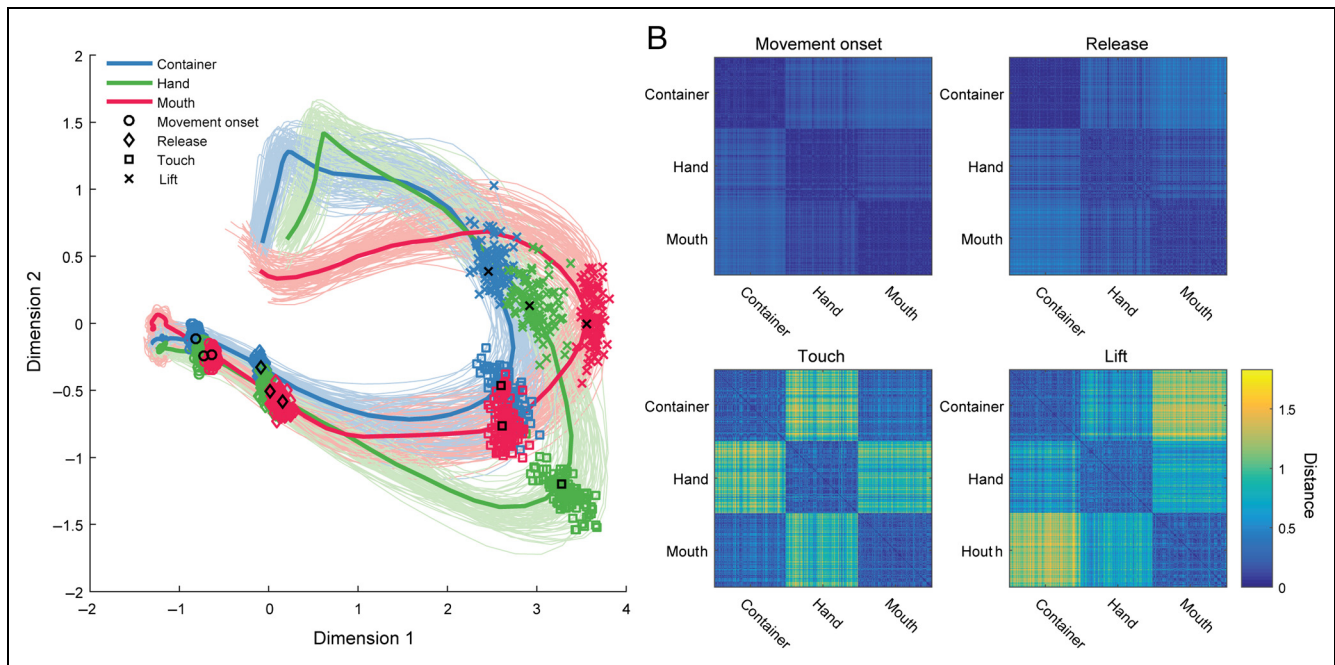 B
Container
Hand
Mouth
Movement onset
Release
Touch
Lift
2
1.5
1
0.5
0
−0.5
−1
−1.5
−2
−2
−1
0
1
2
3
4
Dimension 2
Dimension 1
Movement onset
Container
Hand
Mouth
Container
Hand
Mouth
Release
Container
Hand
Mouth
Container
Hand
Mouth
Touch
Container
Hand
Mouth
Container
Hand
Mouth
Lift
Container
Hand
Houth
Container
Hand
Mouth
1.5
1
0.5
0
Distance